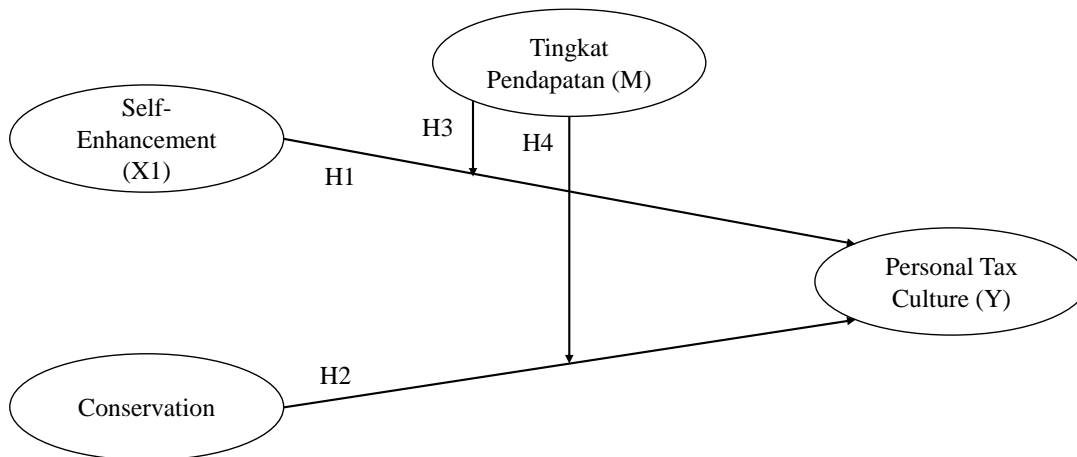 Tingkat
Pendapatan (M)
Self-
Enhancement
(X1)
H3
H4
H1
Personal Tax
Culture (Y)
H2
Conservation